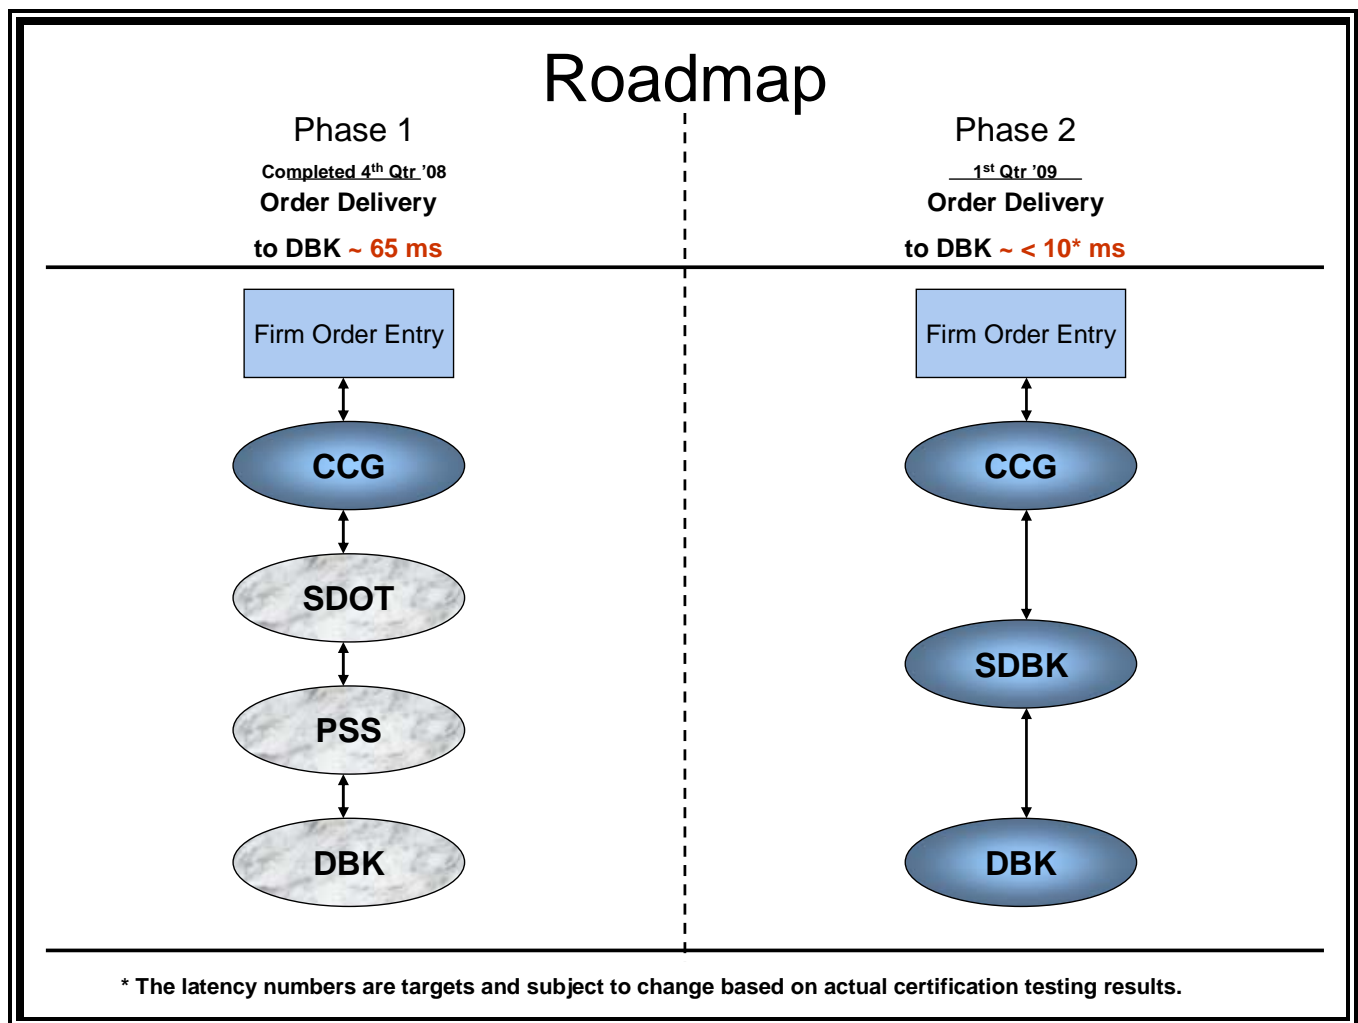 Roadmap
Phase 1
Completed 4th Qtr '08
Order Delivery
to DBK ~ 65 ms
Firm Order Entry
CCG
SDOT
PSS
DBK
Phase 2
1st Qtr ’09
Order Delivery
to DBK ~ < 10* ms
Firm Order Entry
CCG
SDBK
DBK
* The latency numbers are targets and subject to change based on actual certification testing results.